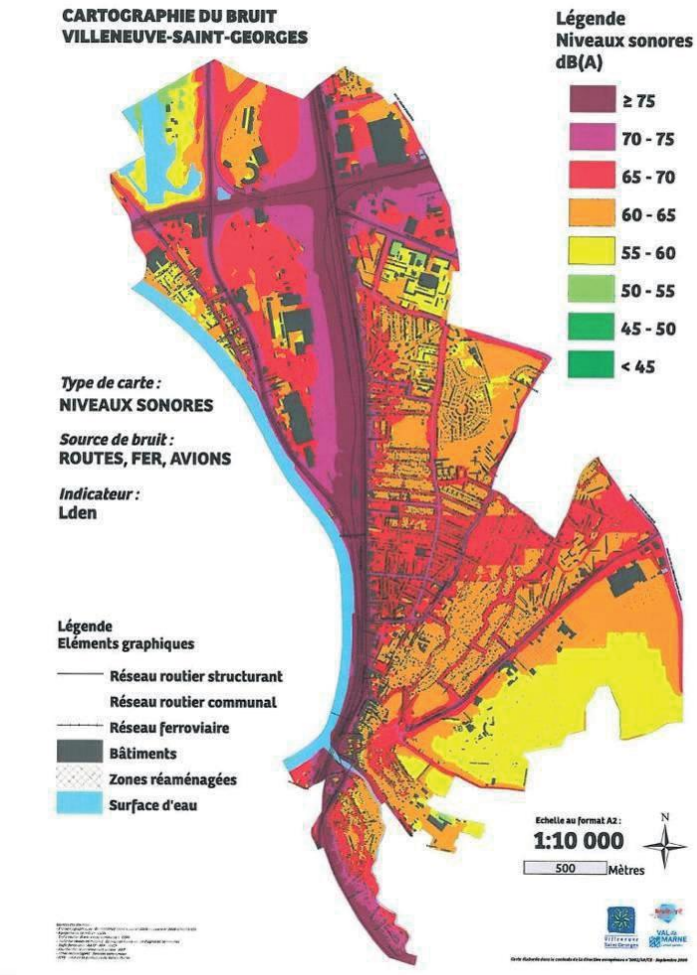 CARTOGRAPHIE DU BRUIT
VILLENEUVE-SAINT-GEORGES
Légende
Niveaux sonores
dB(A)
≥ 75
70 - 75
65 - 70
60 - 65
55 - 60
50 - 55
45 - 50
< 45
Type de carte :
NIVEAUX SONORES
Source de bruit :
ROUTES, FER, AVIONS
Indicateur :
Lden
Légende
Eléments graphiques
Réseau routier structurant
Réseau routier communal
Réseau ferroviaire
Bâtiments
Zones réaménagées
Surface d'eau
Echelle au format A2 :
1:10 000
500 Mètres
N
Villeneuve
Saint-Georges
VAL de
MARNE